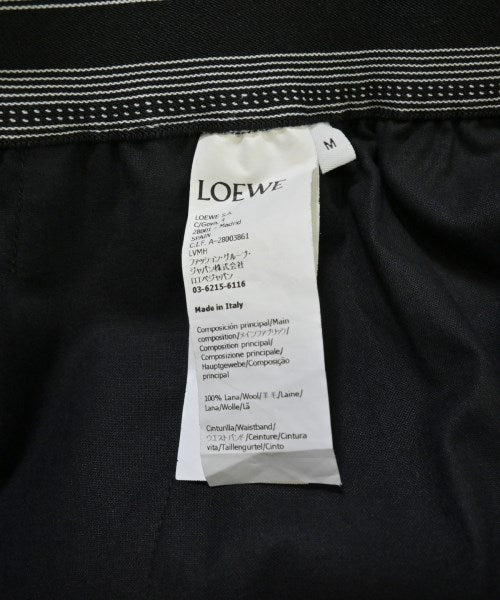 M
LOEWE
LOEWE S.A.
C/Goya, 4
28001 - Madrid
SPAIN
C.I.F. A-28003861
LVMH
ファッション・グループ・
ジャパン株式会社
ロエベジャパン
03-6215-6116
Made in Italy
Composición principal/Main
composition/メインファブリック/
Composition principal/
Composizione principale/
Hauptgewebe/Composição
principal
100% Lana/Wool/羊毛/Laine/
Lana/Wolle/Lã
Cinturilla/Waistband/
ウエストバンド/Ceinture/Cintura
vita/Taillengurtel/Cinto